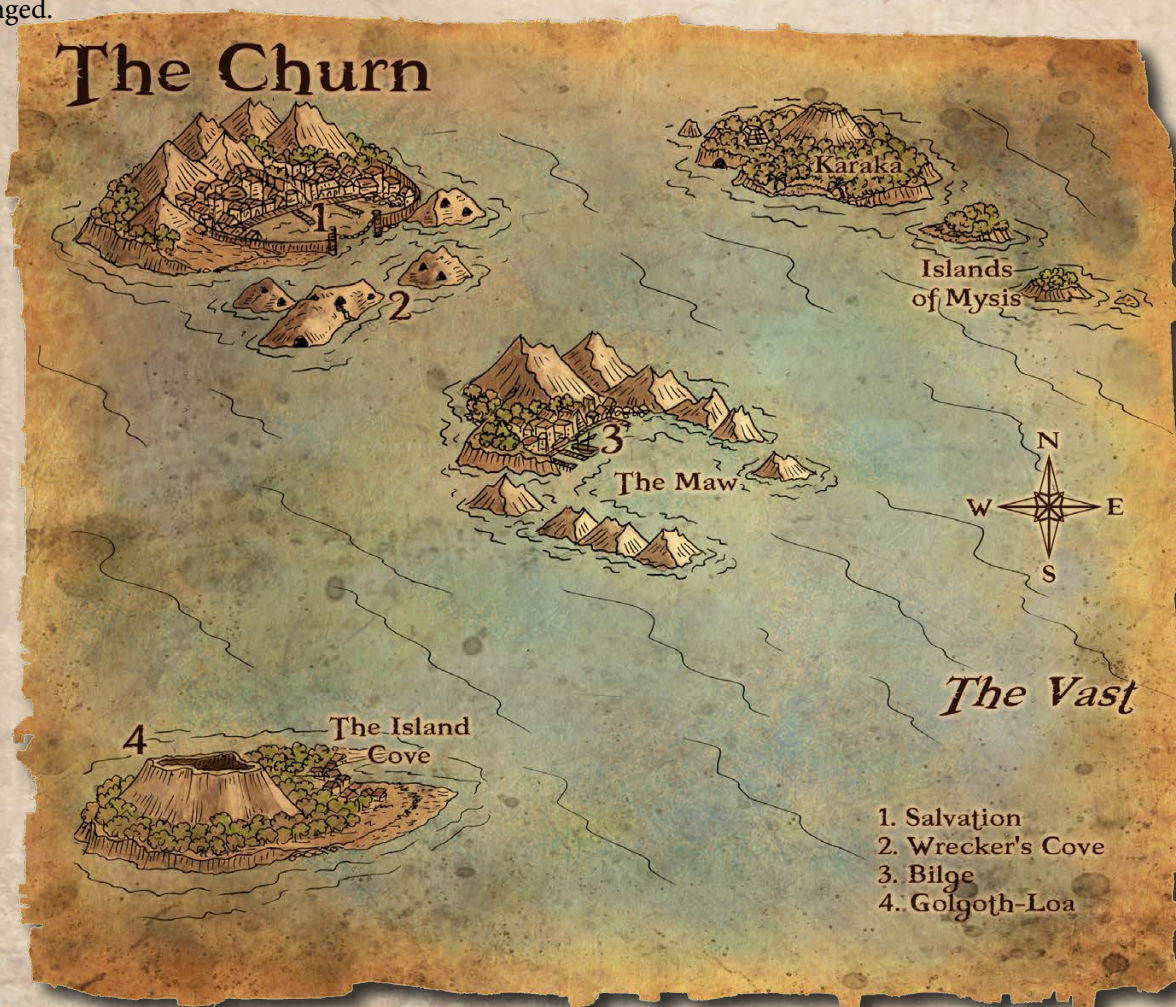 nged.
The Churn
1
2
Karaka
Islands
of Mysis
3
The Maw
N
W E
S
The Vast
4
The Island
Cove
1. Salvation
2. Wrecker's Cove
3. Bilge
4. Golgoth-Loa